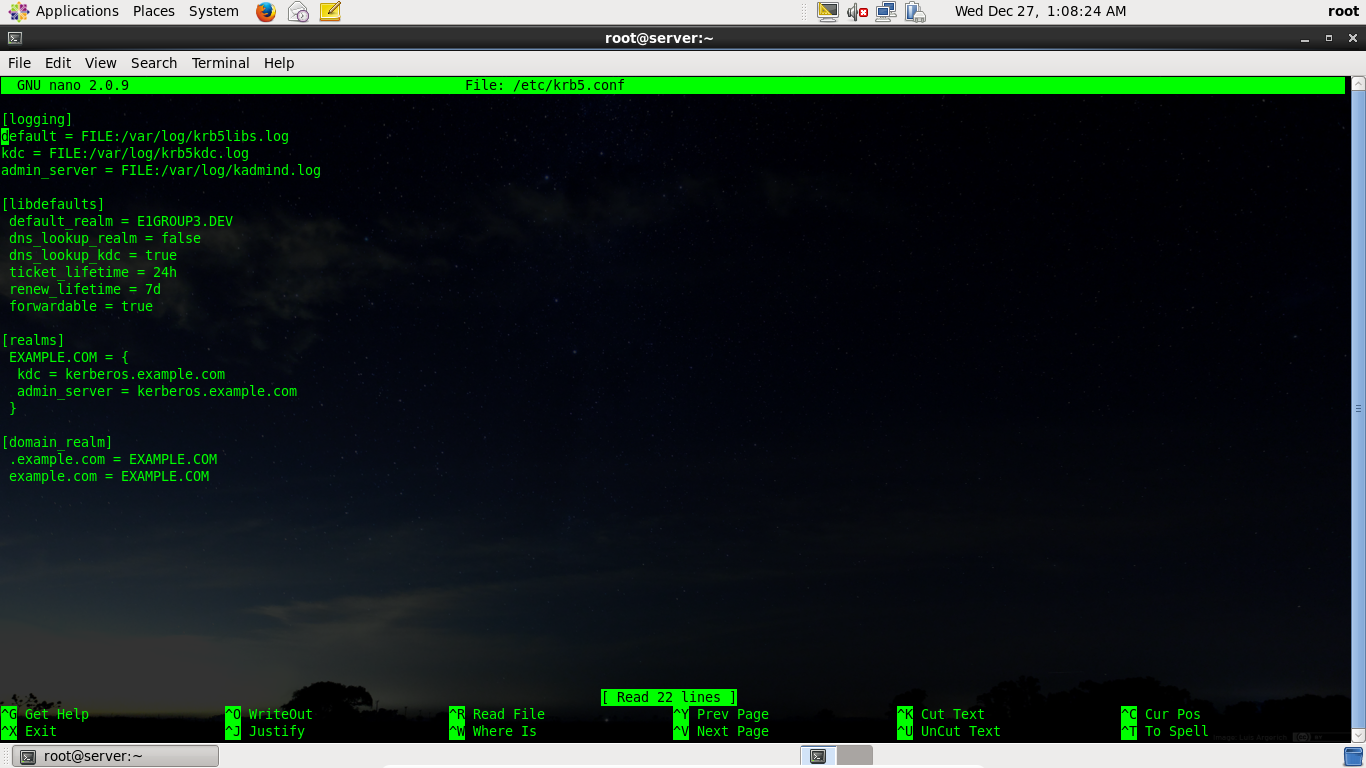 Applications Places System Wed Dec 27, 1:08:24 AM root
root@server:~
File Edit View Search Terminal Help
GNU nano 2.0.9 File: /etc/krb5.conf
[logging]
default = FILE:/var/log/krb5libs.log
kdc = FILE:/var/log/krb5kdc.log
admin_server = FILE:/var/log/kadmind.log
[libdefaults]
default_realm = E1GROUP3.DEV
dns_lookup_realm = false
dns_lookup_kdc = true
ticket_lifetime = 24h
renew_lifetime = 7d
forwardable = true
[realms]
EXAMPLE.COM = {
kdc = kerberos.example.com
admin_server = kerberos.example.com
}
[domain_realm]
.example.com = EXAMPLE.COM
example.com = EXAMPLE.COM
[ Read 22 lines ]
^G Get Help ^O WriteOut ^R Read File ^Y Prev Page ^K Cut Text ^C Cur Pos
^X Exit ^J Justify ^W Where Is ^V Next Page ^U UnCut Text ^T To Spell
root@server:~